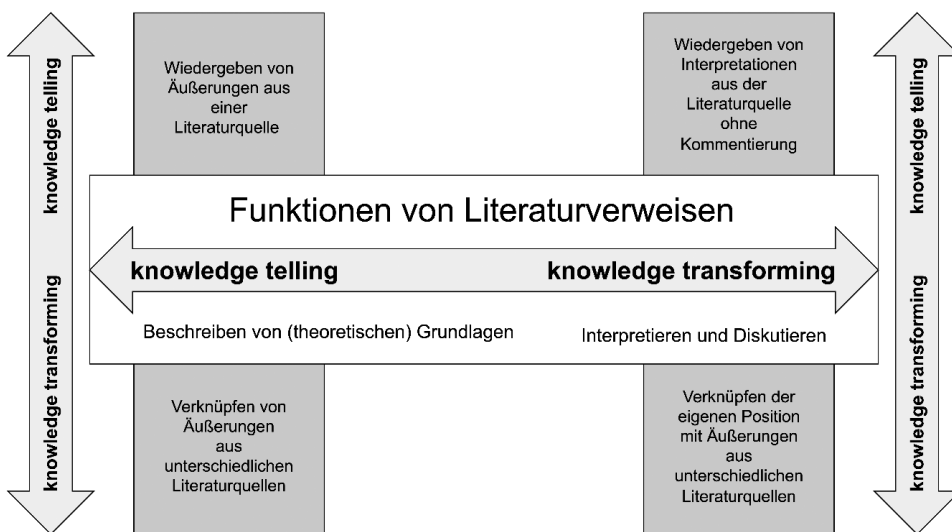 knowledge telling
knowledge transforming
Wiedergeben von
Äußerungen aus
einer
Literaturquelle
Wiedergeben von
Interpretationen
aus der
Literaturquelle
ohne
Kommentierung
knowledge telling
knowledge transforming
Funktionen von Literaturverweisen
knowledge telling
knowledge transforming
Beschreiben von (theoretischen) Grundlagen
Interpretieren und Diskutieren
Verknüpfen von
Äußerungen
aus
unterschiedlichen
Literaturquellen
Verknüpfen der
eigenen Position
mit Äußerungen
aus
unterschiedlichen
Literaturquellen